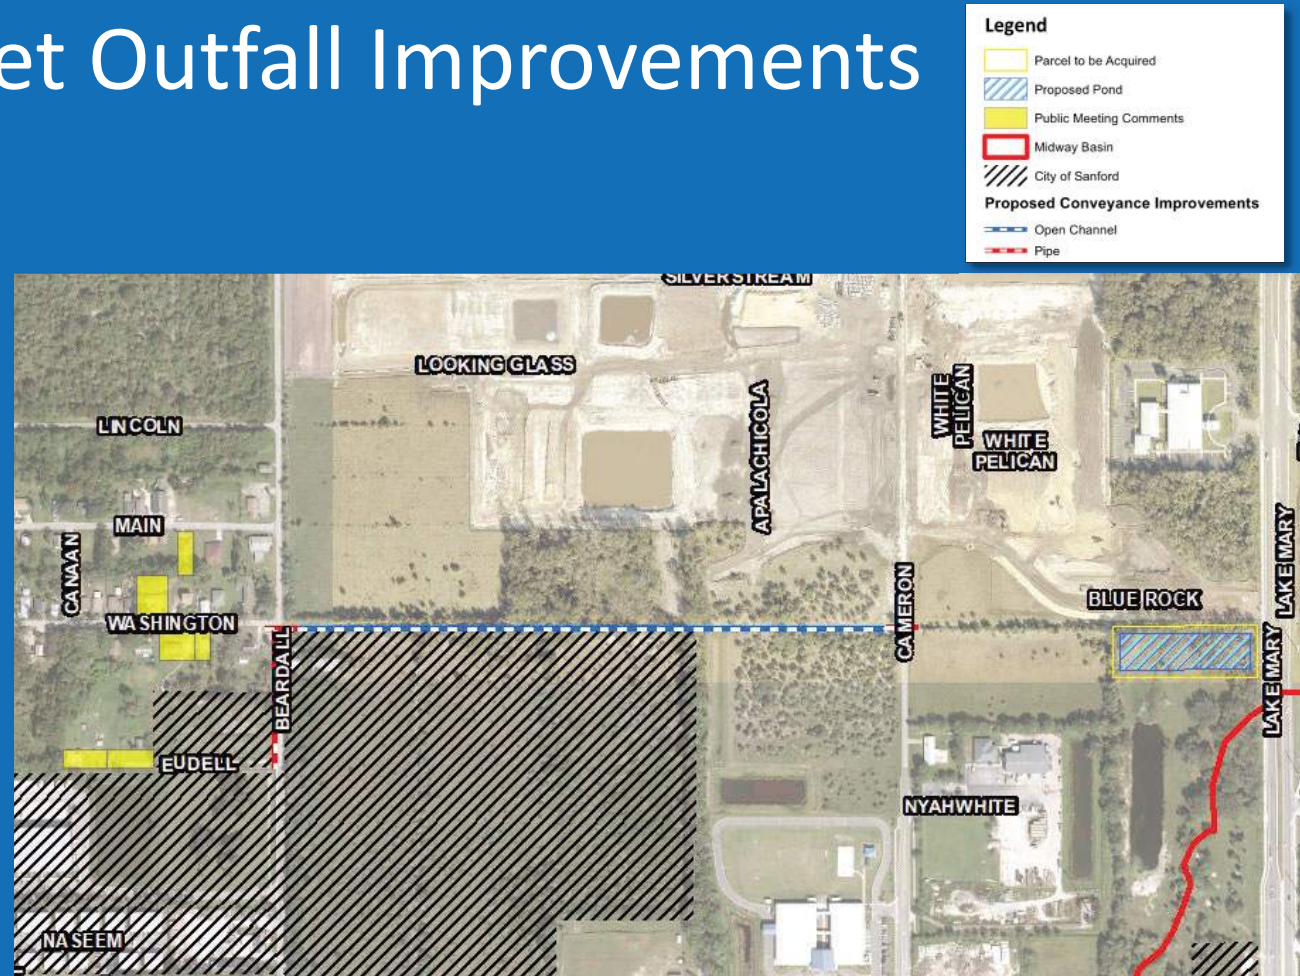 et Outfall Improvements
Legend
Parcel to be Acquired
Proposed Pond
Public Meeting Comments
Midway Basin
City of Sanford
Proposed Conveyance Improvements
Open Channel
Pipe
SILVERSTREAM
LOOKING GLASS
LINCOLN
MAIN
CANAAN
WASHINGTON
BEARDALL
EUDELL
NASEEM
APALACHICOLA
WHITE
PELICAN
WHITE
PELICAN
CAMERON
BLUE ROCK
LAKE MARY
LAKE MARY
NYAHWHITE